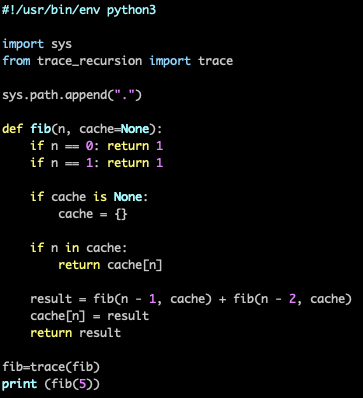 #!/usr/bin/env python3
import sys
from trace_recursion import trace
sys.path.append(".")
def fib(n, cache=None):
    if n == 0: return 1
    if n == 1: return 1
    if cache is None:
        cache = {}
    if n in cache:
        return cache[n]
    result = fib(n - 1, cache) + fib(n - 2, cache)
    cache[n] = result
    return result
fib=trace(fib)
print (fib(5))